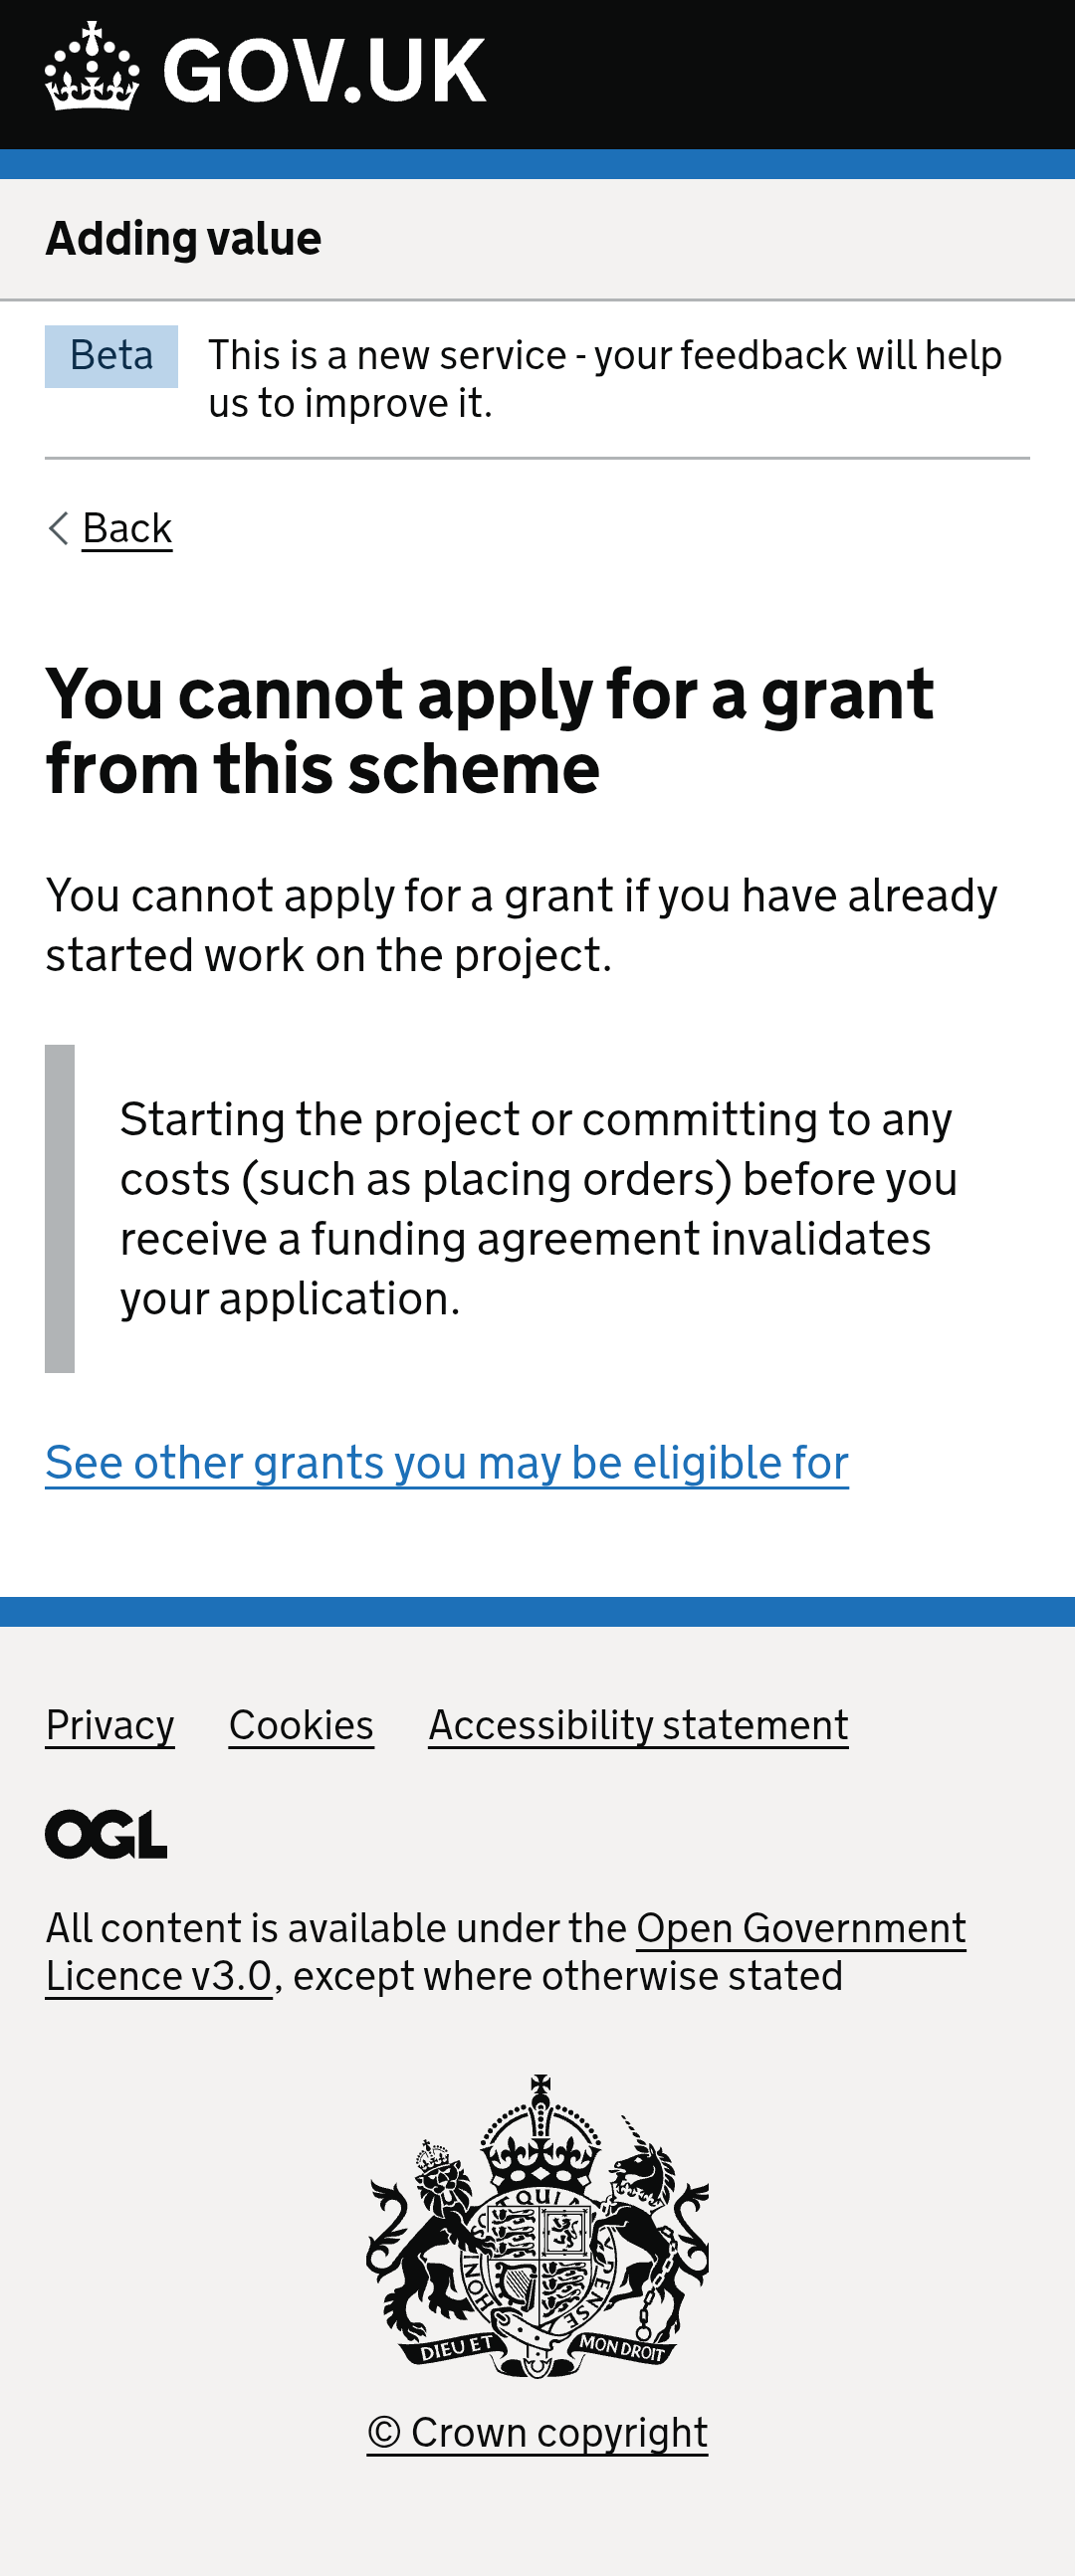 GOV.UK
Adding value
Beta
This is a new service - your feedback will help
us to improve it.
Back
You cannot apply for a grant
from this scheme
You cannot apply for a grant if you have already
started work on the project.
Starting the project or committing to any
costs (such as placing orders) before you
receive a funding agreement invalidates
your application.
See other grants you may be eligible for
Privacy Cookies Accessibility statement
OGL
All content is available under the Open Government
Licence v3.0, except where otherwise stated
QUI
HONI
PENSE
DIEU ET MON DROIT
© Crown copyright